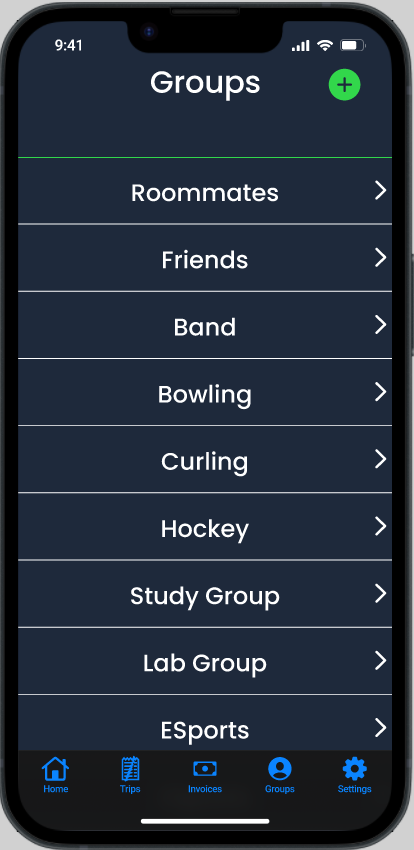 9:41
Groups
Roommates
Friends
Band
Bowling
Curling
Hockey
Study Group
Lab Group
ESports
Home Trips Invoices Groups Settings